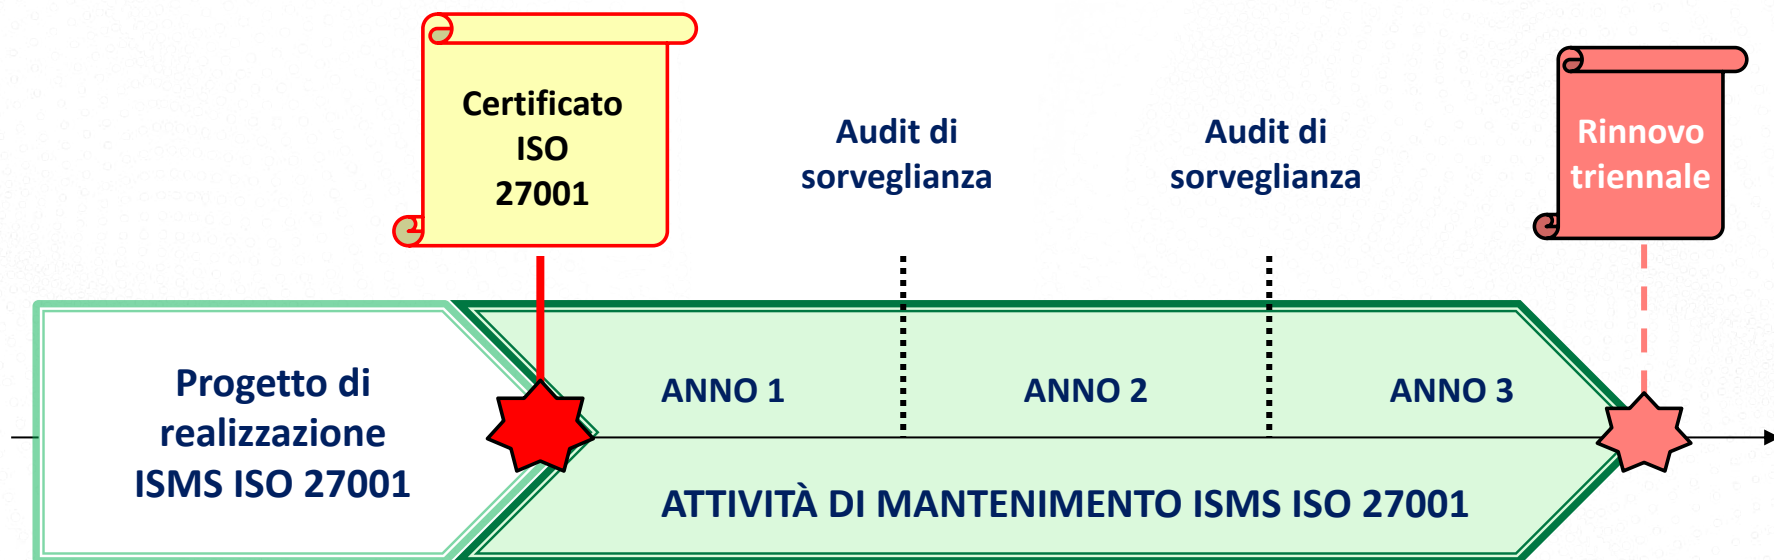 Certificato
ISO
27001
Audit di
sorveglianza
Audit di
sorveglianza
Rinnovo
triennale
Progetto di
realizzazione
ISMS ISO 27001
ANNO 1
ANNO 2
ANNO 3
ATTIVITÀ DI MANTENIMENTO ISMS ISO 27001